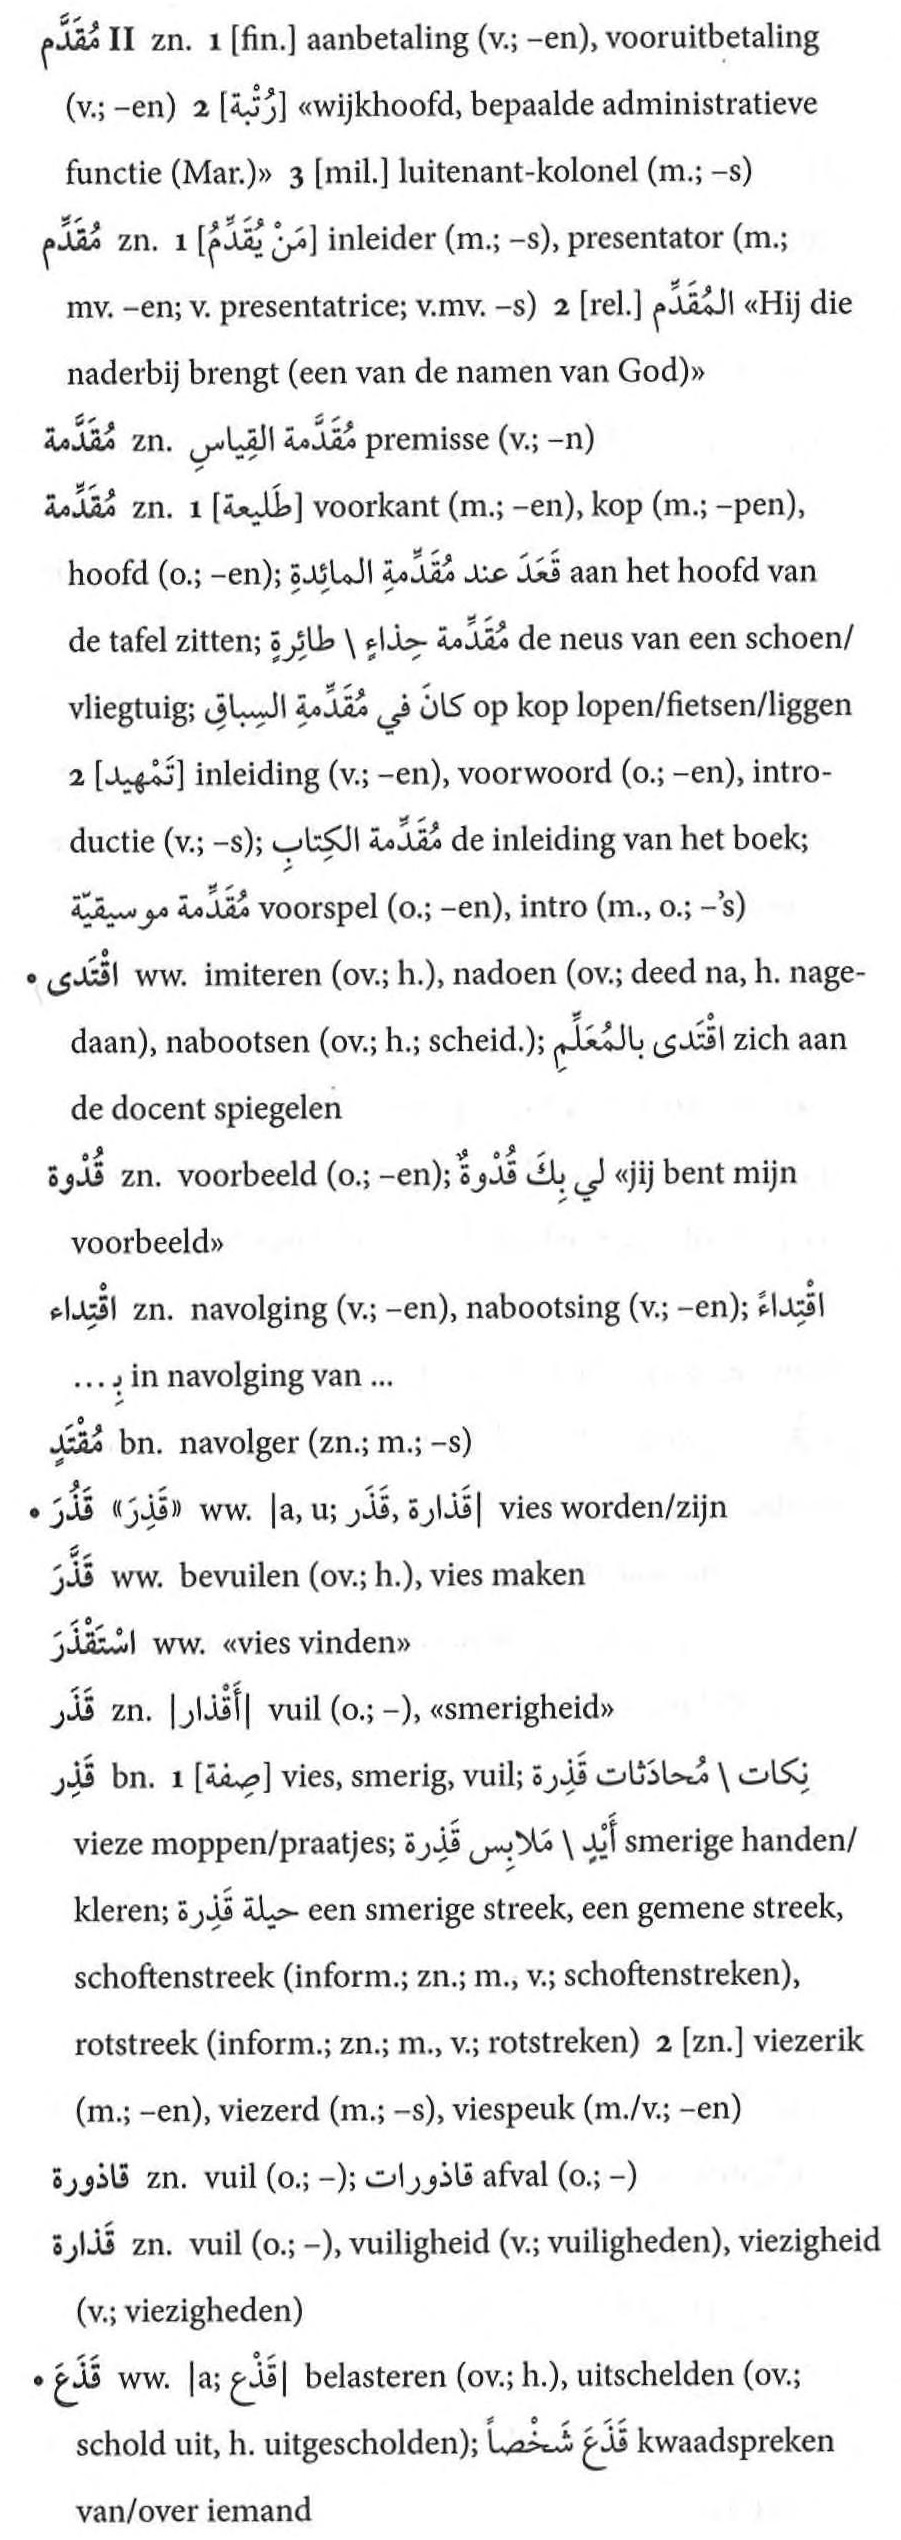 مُقَدَّم II zn. 1 [fin.] aanbetaling (v.; –en), vooruitbetaling
(v.; –en) 2 [رُتْبة] «wijkhoofd, bepaalde administratieve
functie (Mar.)» 3 [mil.] luitenant-kolonel (m.; –s)
مُقَدِّم zn. 1 [مَنْ يُقَدِّمُ] inleider (m.; –s), presentator (m.;
mv. –en; v. presentatrice; v.mv. –s) 2 [rel.] المُقَدِّم «Hij die
naderbij brengt (een van de namen van God)»
مُقَدَّمة zn. مُقَدَّمة القِياسِ premisse (v.; –n)
مُقَدِّمة zn. 1 [طَليعة] voorkant (m.; –en), kop (m.; –pen),
hoofd (o.; –en); قَعَدَ عند مُقَدِّمةِ المائِدةِ aan het hoofd van
de tafel zitten; مُقَدِّمة حِذاءٍ \ طائِرةٍ de neus van een schoen/
vliegtuig; كانَ في مُقَدِّمةِ السِباقِ op kop lopen/fietsen/liggen
2 [تَمْهيد] inleiding (v.; –en), voorwoord (o.; –en), intro-
ductie (v.; –s); مُقَدِّمة الكِتابِ de inleiding van het boek;
مُقَدِّمة موسيقيّة voorspel (o.; –en), intro (m., o.; –’s)
• اقْتَدى ww. imiteren (ov.; h.), nadoen (ov.; deed na, h. nage-
daan), nabootsen (ov.; h.; scheid.); اقْتَدى بالمُعَلِّمِ zich aan
de docent spiegelen
قُدْوة zn. voorbeeld (o.; –en); لي بِكَ قُدْوةٌ «jij bent mijn
voorbeeld»
اقْتِداء zn. navolging (v.; –en), nabootsing (v.; –en); اقْتِداءً
بِ... in navolging van ...
مُقْتَدٍ bn. navolger (zn.; m.; –s)
• قَذُرَ «قَذِرَ» ww. |a, u; قَذارة, قَذَر| vies worden/zijn
قَذَّرَ ww. bevuilen (ov.; h.), vies maken
اسْتَقْذَرَ ww. «vies vinden»
قَذَر zn. |أَقْذار| vuil (o.; –), «smerigheid»
قَذِر bn. 1 [صِفة] vies, smerig, vuil; نِكات \ مُحادَثات قَذِرة
vieze moppen/praatjes; أَيْدٍ \ مَلابِس قَذِرة smerige handen/
kleren; حيلة قَذِرة een smerige streek, een gemene streek,
schoftenstreek (inform.; zn.; m., v.; schoftenstreken),
rotstreek (inform.; zn.; m., v.; rotstreken) 2 [zn.] viezerik
(m.; –en), viezerd (m.; –s), viespeuk (m./v.; –en)
قاذورة zn. vuil (o.; –); قاذورات afval (o.; –)
قَذارة zn. vuil (o.; –), vuiligheid (v.; vuiligheden), viezigheid
(v.; viezigheden)
• قَذَعَ ww. |a; قَذْع| belasteren (ov.; h.), uitschelden (ov.;
schold uit, h. uitgescholden); قَذَعَ شَخْصاً kwaadspreken
van/over iemand